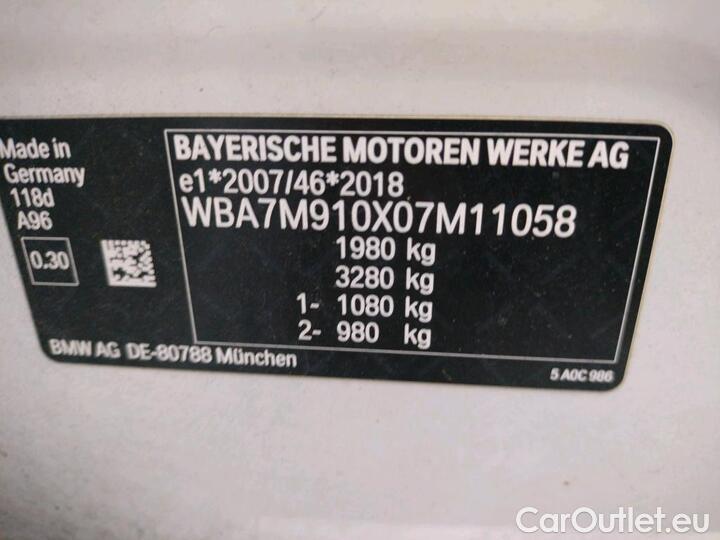 Made in
Germany
118d
A96
0.30
BAYERISCHE MOTOREN WERKE AG
e1*2007/46*2018
WBA7M910X07M11058
1980 kg
3280 kg
1- 1080 kg
2- 980 kg
BMW AG DE-80788 München
5 A0C 986
CarOutlet.eu